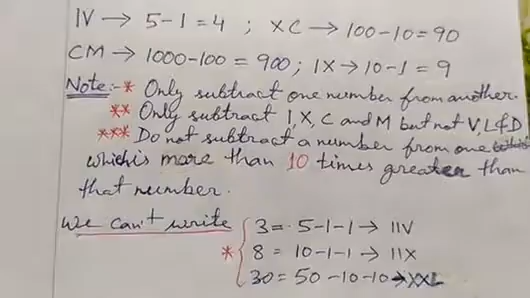 IV → 5-1=4 ; XC → 100-10=90
CM → 1000-100 = 900; IX → 10-1=9
Note:- * Only subtract one number from another.
** Only subtract I, X, C and M but not V, L & D
*** Do not subtract a number from one
which is more than 10 times greater than
that number.
We can't write 3 = 5-1-1 → IIV
* 8 = 10-1-1 → IIX
30 = 50-10-10 → XXL